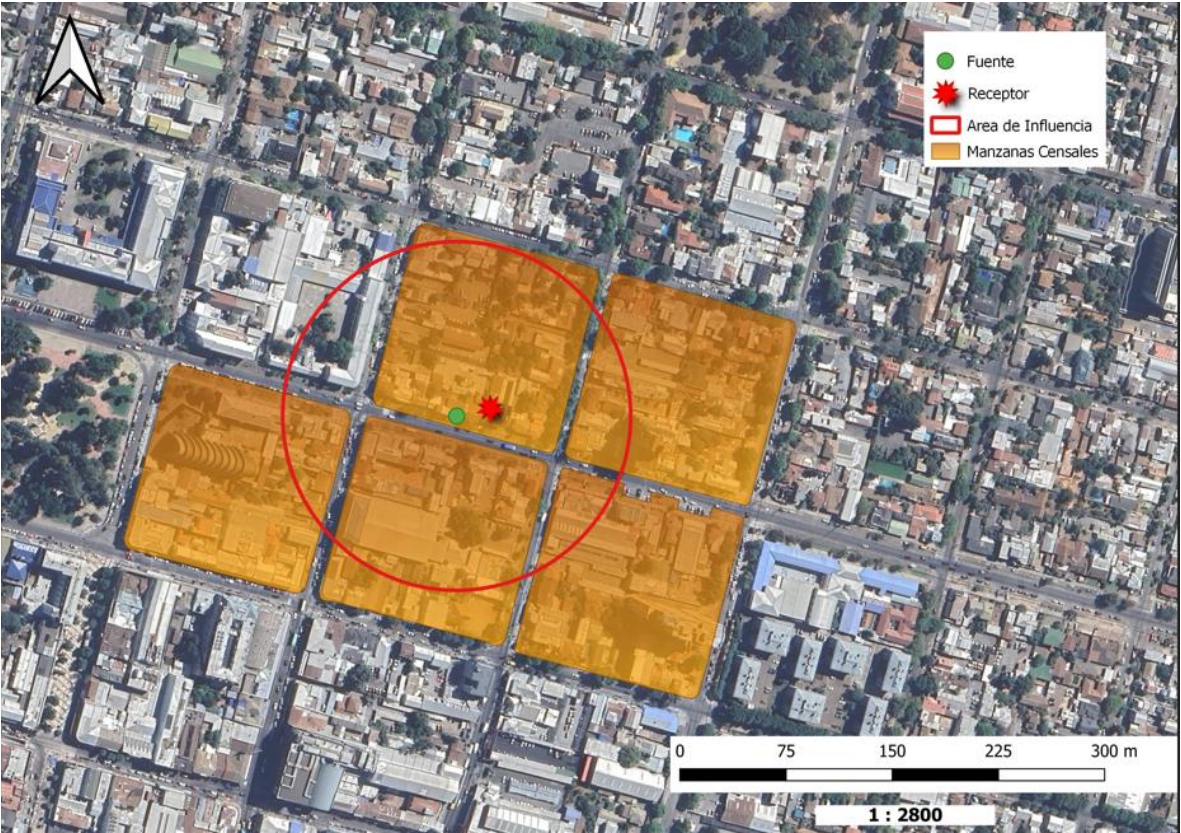 Fuente
Receptor
Area de Influencia
Manzanas Censales
0 75 150 225 300 m
1 : 2800